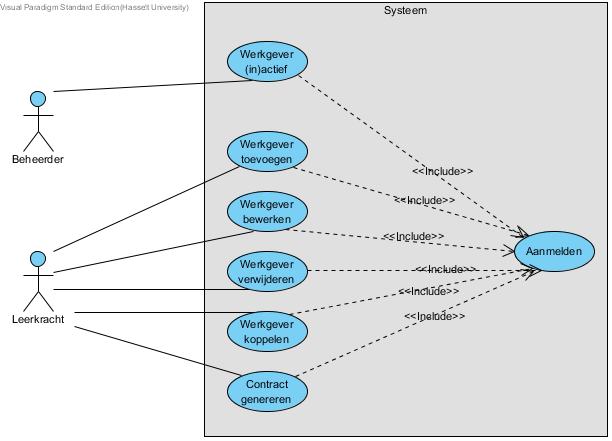 Visual Paradigm Standard Edition(Hasselt University)
Systeem
Werkgever
(in)actief
Beheerder
<<Include>>
Werkgever
toevoegen
<<Include>>
Werkgever
bewerken
<<Include>>
Aanmelden
Werkgever
verwijderen
<<Include>>
Leerkracht
Werkgever
koppelen
<<Include>>
<<Include>>
Contract
genereren